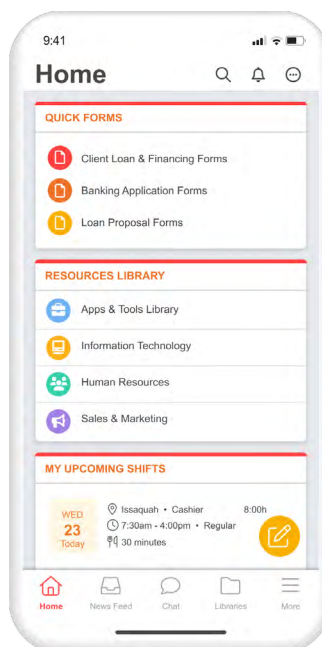 9:41
Home
QUICK FORMS
Client Loan & Financing Forms
Banking Application Forms
Loan Proposal Forms
RESOURCES LIBRARY
Apps & Tools Library
Information Technology
Human Resources
Sales & Marketing
MY UPCOMING SHIFTS
WED
23
Today
Issaquah • Cashier 8:00h
7:30am - 4:00pm • Regular
30 minutes
Home News Feed Chat Libraries More